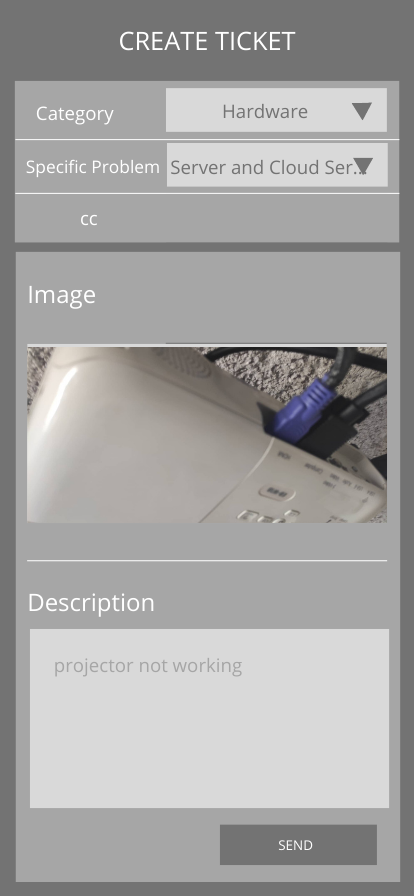 CREATE TICKET
Category Hardware
Specific Problem Server and Cloud Ser...
cc
Image
Description
projector not working
SEND